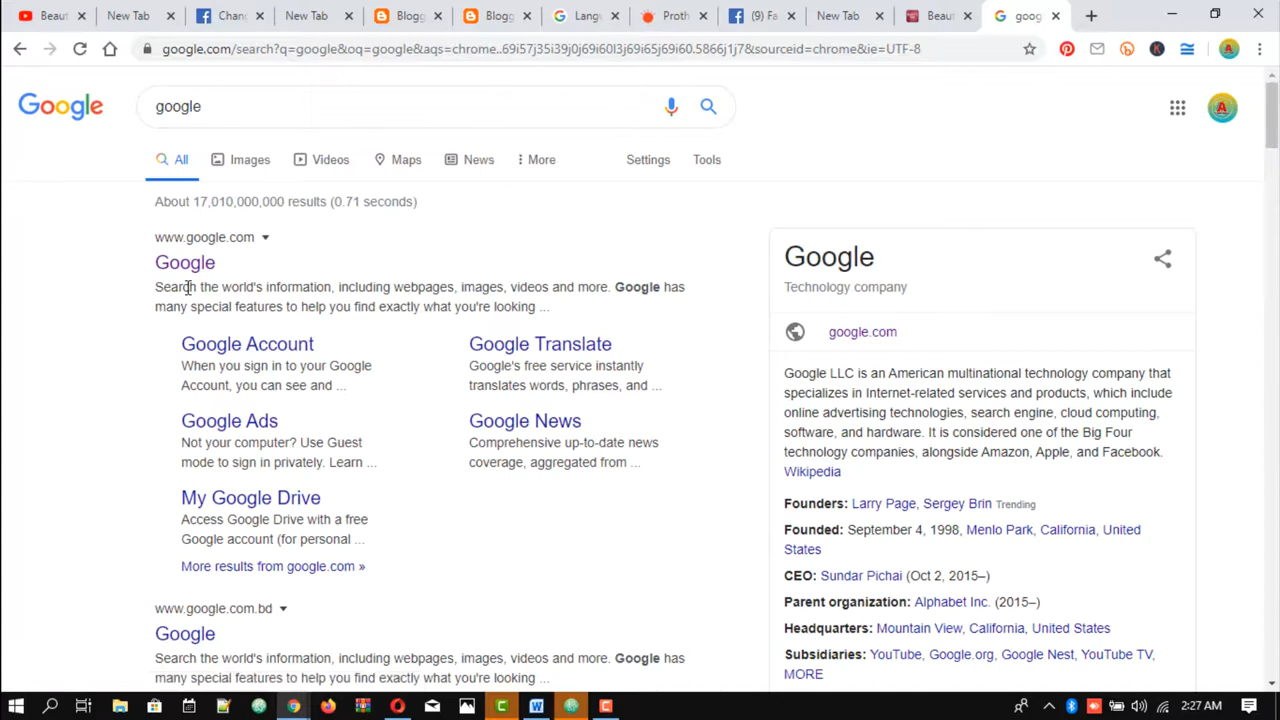 Beaut
New Tab
Chang
New Tab
Blogg
Blogg
Langu
Proth
(9) Fa
New Tab
Beaut
goog
google.com/search?q=google&oq=google&aqs=chrome..69i57j35i39j0j69i60l3j69i65j69i60.5866j1j7&sourceid=chrome&ie=UTF-8
Google
google
All
Images
Videos
Maps
News
More
Settings
Tools
About 17,010,000,000 results (0.71 seconds)
www.google.com
Google
Search the world's information, including webpages, images, videos and more. Google has
many special features to help you find exactly what you're looking ...
Google Account
When you sign in to your Google
Account, you can see and ...
Google Translate
Google's free service instantly
translates words, phrases, and ...
Google Ads
Not your computer? Use Guest
mode to sign in privately. Learn ...
Google News
Comprehensive up-to-date news
coverage, aggregated from ...
My Google Drive
Access Google Drive with a free
Google account (for personal ...
More results from google.com »
www.google.com.bd
Google
Search the world's information, including webpages, images, videos and more. Google has
many special features to help you find exactly what you're looking ...
Google
Technology company
google.com
Google LLC is an American multinational technology company that
specializes in Internet-related services and products, which include
online advertising technologies, search engine, cloud computing,
software, and hardware. It is considered one of the Big Four
technology companies, alongside Amazon, Apple, and Facebook.
Wikipedia
Founders: Larry Page, Sergey Brin Trending
Founded: September 4, 1998, Menlo Park, California, United
States
CEO: Sundar Pichai (Oct 2, 2015–)
Parent organization: Alphabet Inc. (2015–)
Headquarters: Mountain View, California, United States
Subsidiaries: YouTube, Google.org, Google Nest, YouTube TV,
MORE
2:27 AM